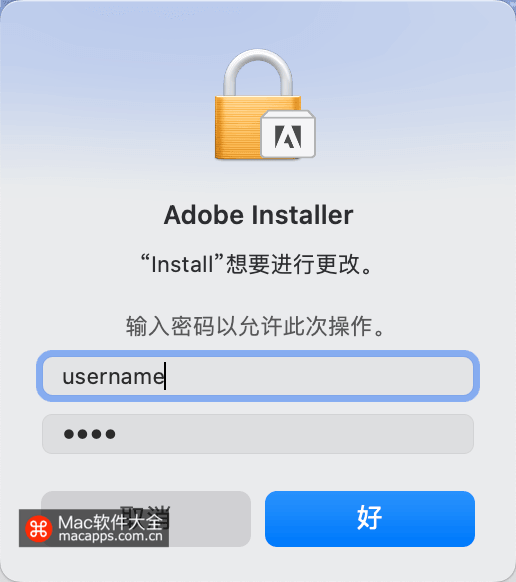 Adobe Installer
“Install”想要进行更改。
输入密码以允许此次操作。
username
••••
取消
好
Mac软件大全
macapps.com.cn